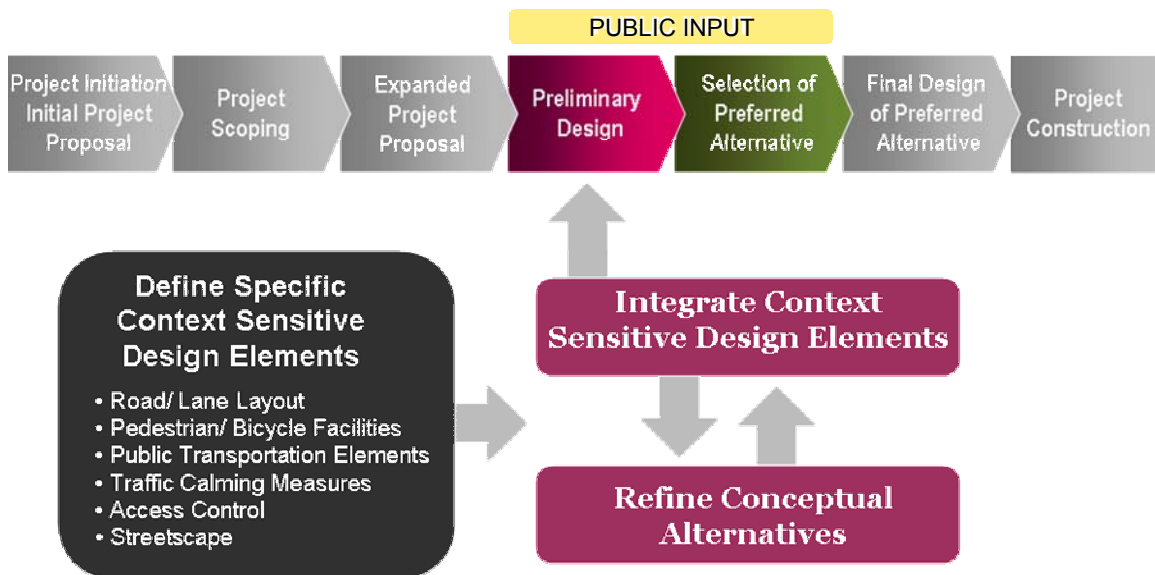 PUBLIC INPUT
Project Initiation
Initial Project
Proposal
Project
Scoping
Expanded
Project
Proposal
Preliminary
Design
Selection of
Preferred
Alternative
Final Design
of Preferred
Alternative
Project
Construction
Define Specific
Context Sensitive
Design Elements
• Road/ Lane Layout
• Pedestrian/ Bicycle Facilities
• Public Transportation Elements
• Traffic Calming Measures
• Access Control
• Streetscape
Integrate Context
Sensitive Design Elements
Refine Conceptual
Alternatives